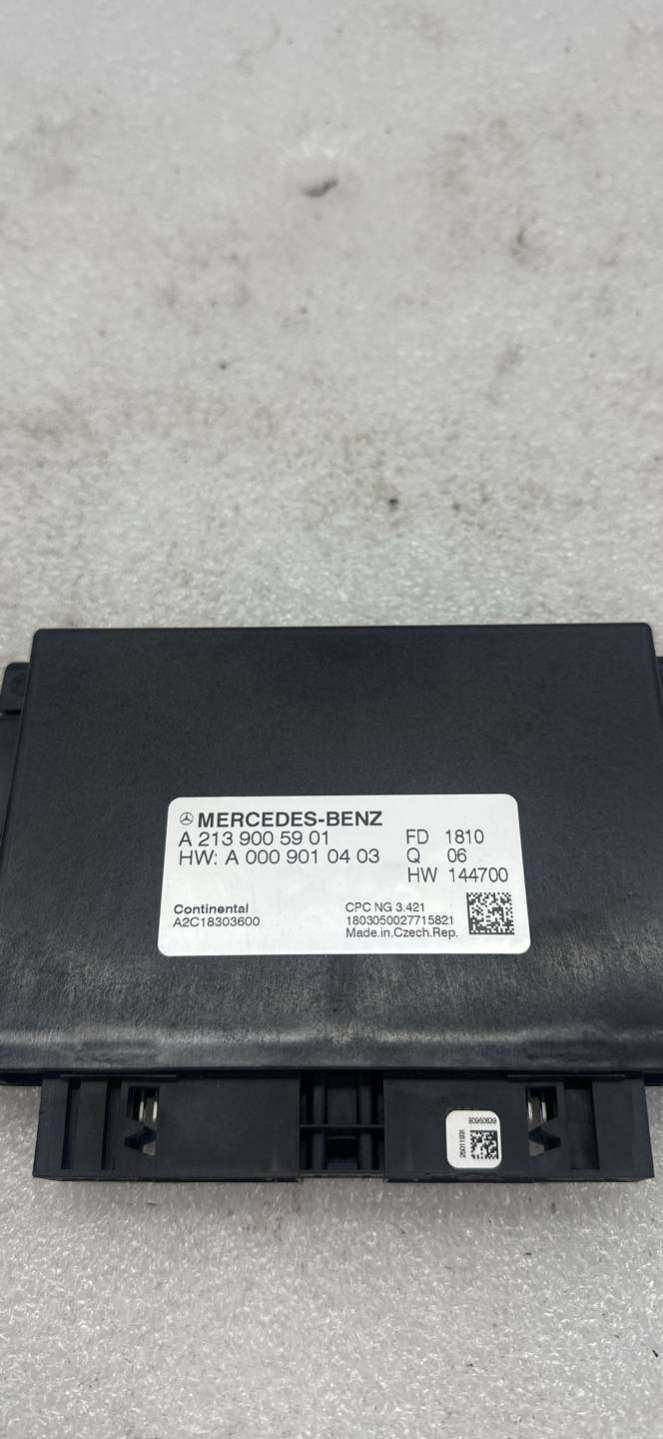 MERCEDES-BENZ
A 213 900 59 01 FD 1810
HW: A 000 901 04 03 Q 06
HW 144700
Continental CPC NG 3.421
A2C18303600 1803050027715821
Made.in.Czech.Rep.